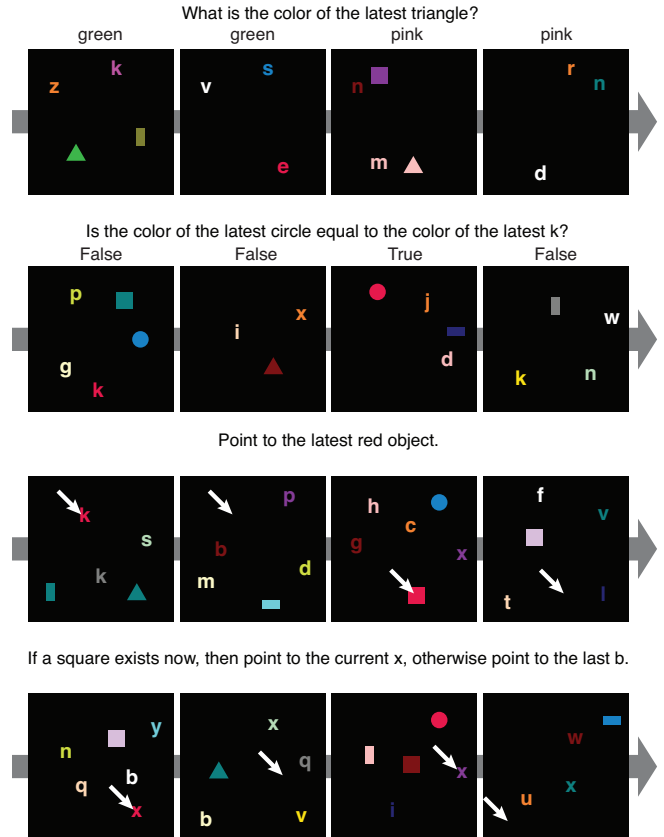 What is the color of the latest triangle?
green green pink pink
k
z
s
v
e
n
m
r
n
d
Is the color of the latest circle equal to the color of the latest k?
False False True False
p
g
k
x
i
j
d
w
k
n
Point to the latest red object.
k
s
k
p
b
d
m
h
c
g
x
f
v
t
l
If a square exists now, then point to the current x, otherwise point to the last b.
y
n
b
q
x
x
q
b
v
x
i
w
x
u